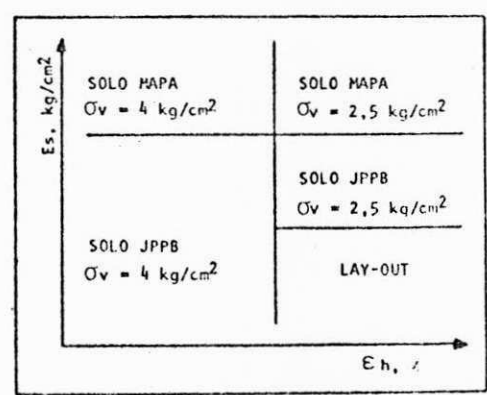 Es, kg/cm²
SOLO MAPA
σv = 4 kg/cm²
SOLO MAPA
σv = 2,5 kg/cm²
SOLO JPPB
σv = 2,5 kg/cm²
SOLO JPPB
σv = 4 kg/cm²
LAY-OUT
εh,